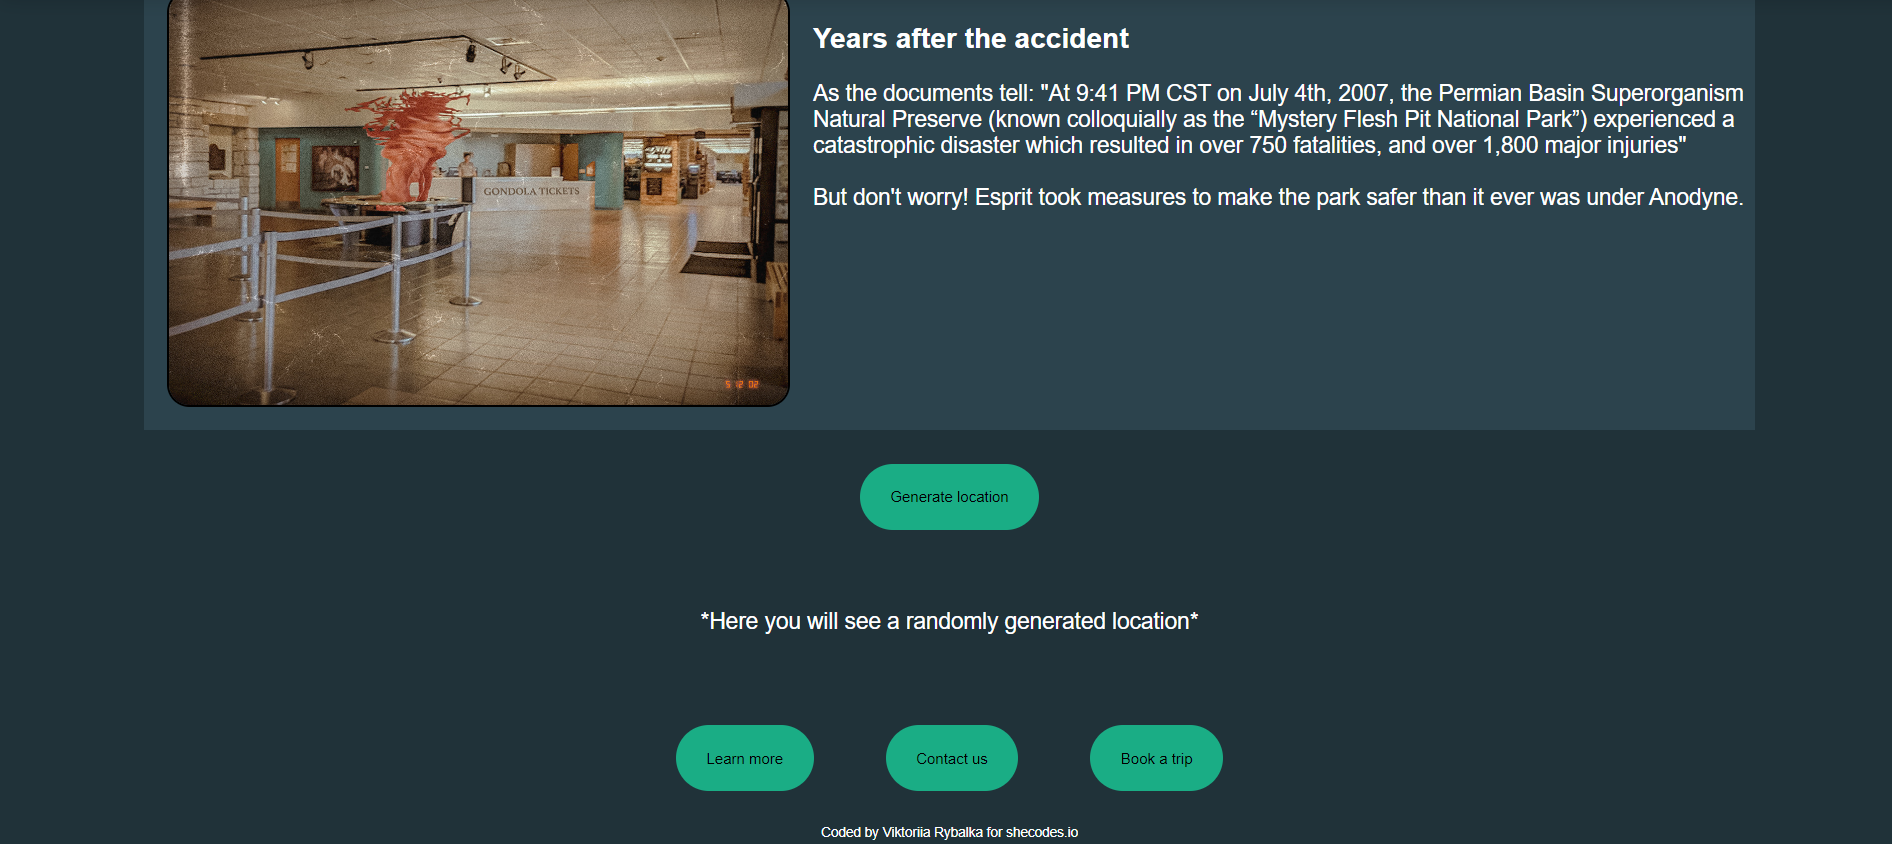 Years after the accident
As the documents tell: "At 9:41 PM CST on July 4th, 2007, the Permian Basin Superorganism
Natural Preserve (known colloquially as the “Mystery Flesh Pit National Park”) experienced a
catastrophic disaster which resulted in over 750 fatalities, and over 1,800 major injuries"
But don't worry! Esprit took measures to make the park safer than it ever was under Anodyne.
GONDOLA TICKETS
5 12 02
Generate location
*Here you will see a randomly generated location*
Learn more
Contact us
Book a trip
Coded by Viktoriia Rybalka for shecodes.io